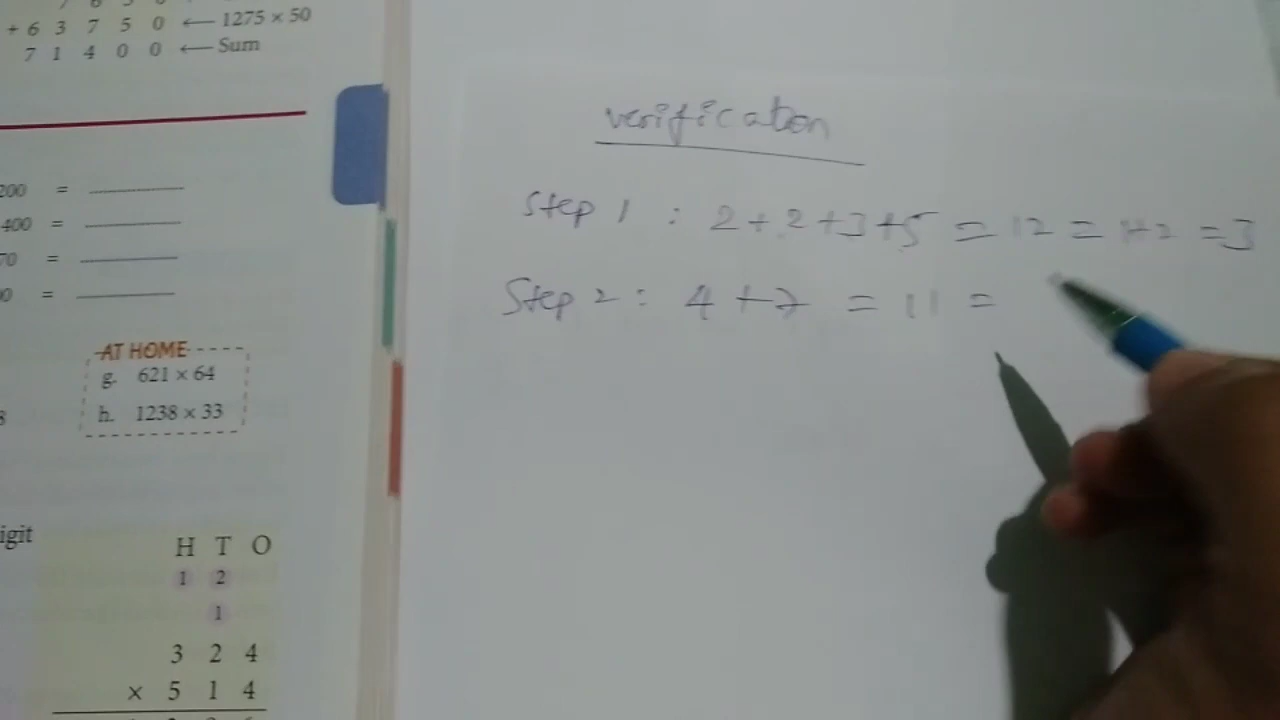 + 6 3 7 5 0 ← 1275 × 50
7 1 4 0 0 ← Sum
200 =
400 =
70 =
0 =
AT HOME
g. 621 × 64
h. 1238 × 33
igit
H T O
1 2
1
3 2 4
× 5 1 4
verification
Step 1 : 2+2+3+5 = 12 = 1+2 = 3
Step 2 : 4 +7 = 11 =